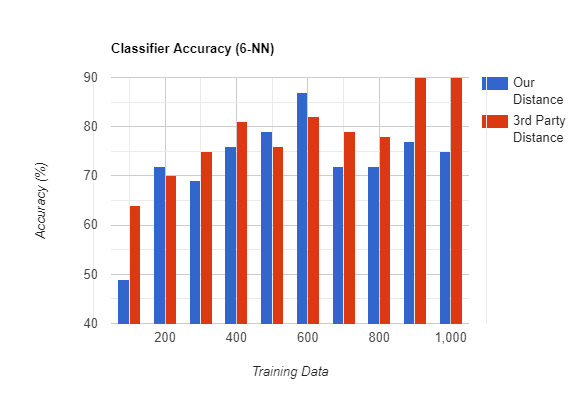 Classifier Accuracy (6-NN)
90
80
70
60
50
40
Accuracy (%)
200
400
600
800
1,000
Training Data
Our
Distance
3rd Party
Distance